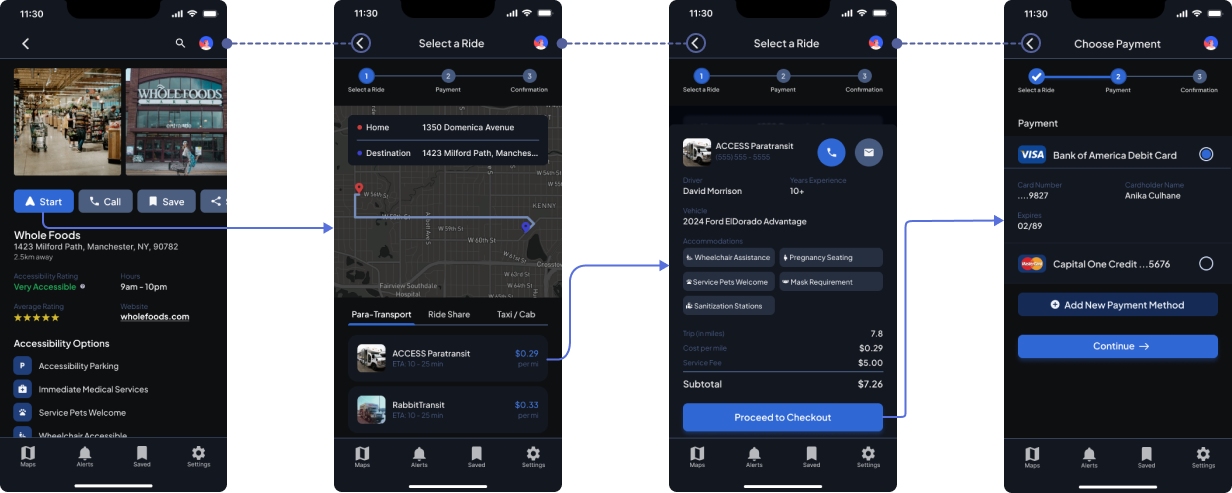 11:30
WHOLE FOODS
MARKET
Start
Call
Save
Whole Foods
1423 Milford Path, Manchester, NY, 90782
2.5km away
Accessibility Rating
Hours
Very Accessible
9am - 10pm
Average Rating
Website
wholefoods.com
Accessibility Options
P
Accessibility Parking
Immediate Medical Services
Service Pets Welcome
Wheelchair Accessible
Maps
Alerts
Saved
Settings
11:30
Select a Ride
1
2
3
Select a Ride
Payment
Confirmation
Home
1350 Domenica Avenue
Destination
1423 Milford Path, Manches...
W 56th St
KENNY
W 59th St
W 60th St
W 61st St
W 63rd St
W 64th St
Fairview Southdale
Hospital
Para-Transport
Ride Share
Taxi / Cab
ACCESS Paratransit
$0.29
ETA: 10 - 25 min
per mi
RabbitTransit
$0.33
ETA: 10 - 25 min
per mi
Maps
Alerts
Saved
Settings
11:30
Select a Ride
1
2
3
Select a Ride
Payment
Confirmation
ACCESS Paratransit
(555) 555 - 5555
Driver
Years Experience
David Morrison
10+
Vehicle
2024 Ford ElDorado Advantage
Accommodations
Wheelchair Assistance
Pregnancy Seating
Service Pets Welcome
Mask Requirement
Sanitization Stations
Trip (in miles)
7.8
Cost per mile
$0.29
Service Fee
$5.00
Subtotal
$7.26
Proceed to Checkout
Maps
Alerts
Saved
Settings
11:30
Choose Payment
2
3
Select a Ride
Payment
Confirmation
Payment
VISA
Bank of America Debit Card
Card Number
Cardholder Name
....9827
Anika Culhane
Expires
02/89
MasterCard
Capital One Credit ...5676
Add New Payment Method
Continue
Maps
Alerts
Saved
Settings